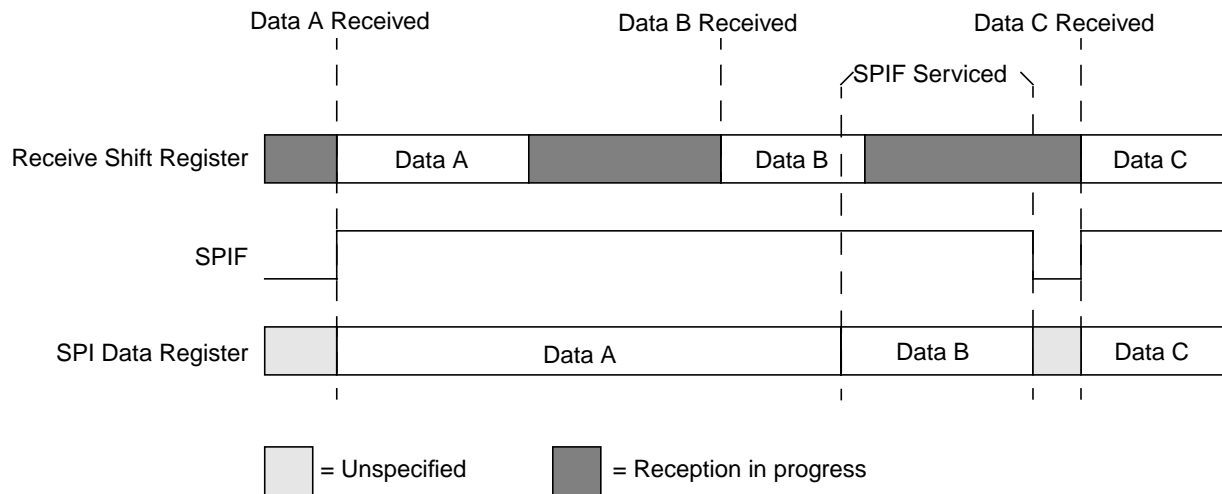 Data A Received
Data B Received
Data C Received
SPIF Serviced
Receive Shift Register
Data A
Data B
Data C
SPIF
SPI Data Register
Data A
Data B
Data C
= Unspecified
= Reception in progress